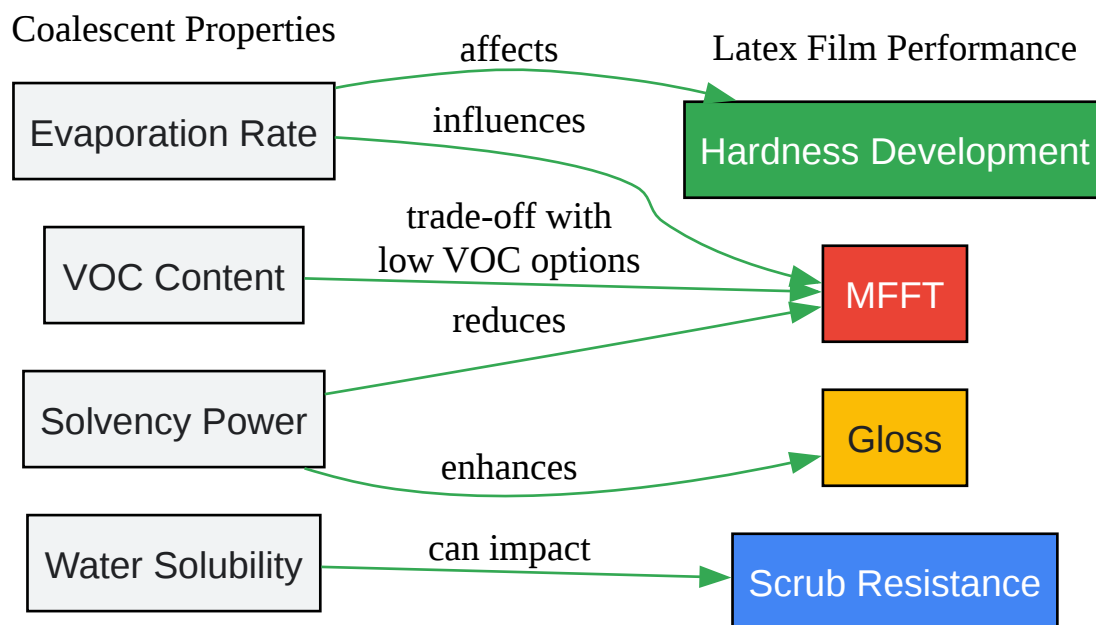 Coalescent Properties
Latex Film Performance
affects
Evaporation Rate
influences
Hardness Development
trade-off with
low VOC options
VOC Content
MFFT
reduces
Solvency Power
Gloss
enhances
Water Solubility
can impact
Scrub Resistance